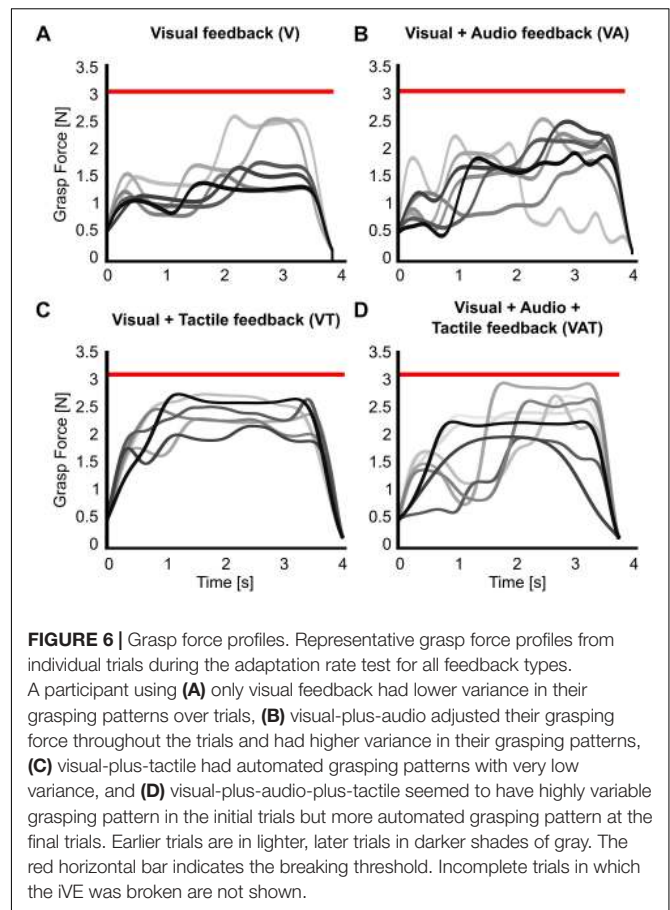 A
Visual feedback (V)
3.5
3
2.5
2
1.5
1
0.5
0
Grasp Force [N]
0 1 2 3 4
B
Visual + Audio feedback (VA)
3.5
3
2.5
2
1.5
1
0.5
0
0 1 2 3 4
C
Visual + Tactile feedback (VT)
3.5
3
2.5
2
1.5
1
0.5
0
Grasp Force [N]
0 1 2 3 4
Time [s]
D
Visual + Audio +
Tactile feedback (VAT)
3.5
3
2.5
2
1.5
1
0.5
0
0 1 2 3 4
Time [s]
FIGURE 6 | Grasp force profiles. Representative grasp force profiles from
individual trials during the adaptation rate test for all feedback types.
A participant using (A) only visual feedback had lower variance in their
grasping patterns over trials, (B) visual-plus-audio adjusted their grasping
force throughout the trials and had higher variance in their grasping patterns,
(C) visual-plus-tactile had automated grasping patterns with very low
variance, and (D) visual-plus-audio-plus-tactile seemed to have highly variable
grasping pattern in the initial trials but more automated grasping pattern at the
final trials. Earlier trials are in lighter, later trials in darker shades of gray. The
red horizontal bar indicates the breaking threshold. Incomplete trials in which
the iVE was broken are not shown.